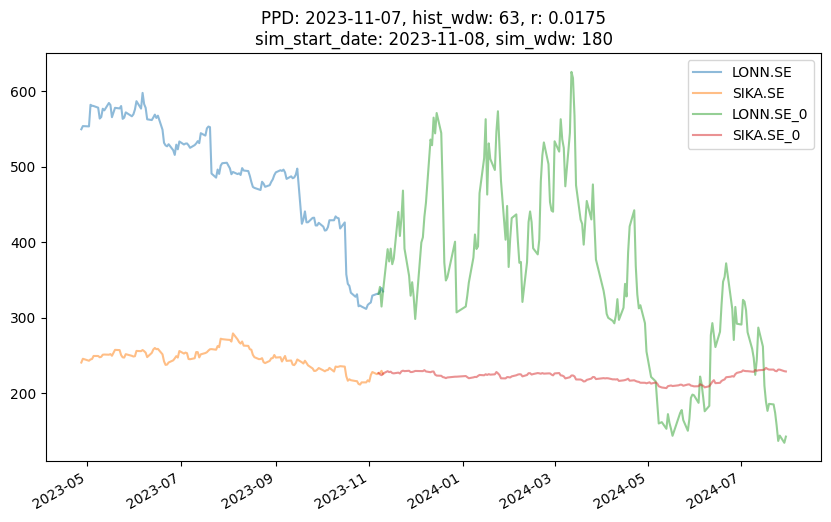 PPD: 2023-11-07, hist_wdw: 63, r: 0.0175
sim_start_date: 2023-11-08, sim_wdw: 180
LONN.SE
SIKA.SE
LONN.SE_0
SIKA.SE_0
600
500
400
300
200
2023-05
2023-07
2023-09
2023-11
2024-01
2024-03
2024-05
2024-07